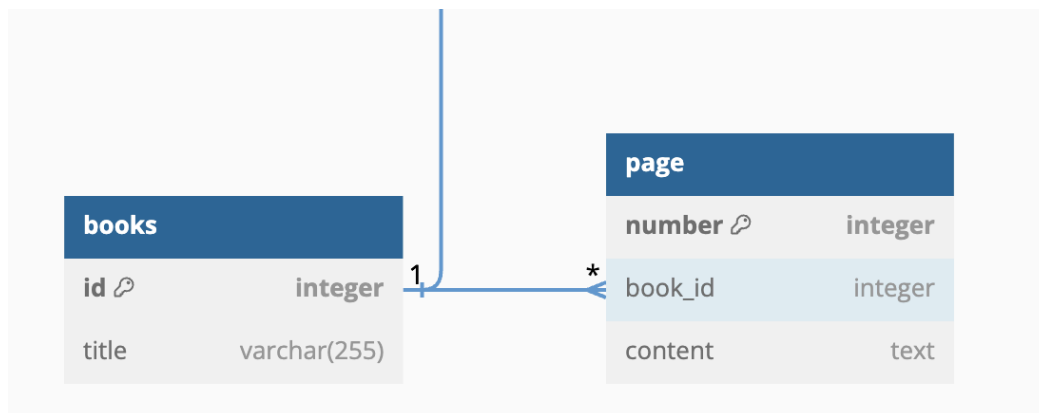 books
id integer
title varchar(255)
1
*
page
number integer
book_id integer
content text